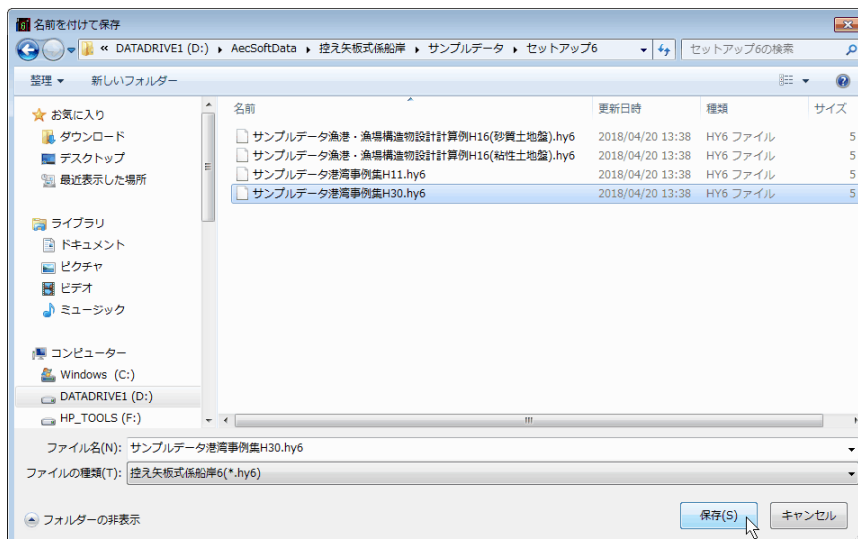 名前を付けて保存
« DATADRIVE1 (D:) ▸ AecSoftData ▸ 控え矢板式係船岸 ▸ サンプルデータ ▸ セットアップ6
セットアップ6の検索
整理 新しいフォルダー
お気に入り
ダウンロード
デスクトップ
最近表示した場所
ライブラリ
ドキュメント
ピクチャ
ビデオ
ミュージック
コンピューター
Windows (C:)
DATADRIVE1 (D:)
HP_TOOLS (F:)
名前 更新日時 種類 サイズ
サンプルデータ漁港・漁場構造物設計計算例H16(砂質土地盤).hy6 2018/04/20 13:38 HY6 ファイル 5
サンプルデータ漁港・漁場構造物設計計算例H16(粘性土地盤).hy6 2018/04/20 13:38 HY6 ファイル 5
サンプルデータ港湾事例集H11.hy6 2018/04/20 13:38 HY6 ファイル 5
サンプルデータ港湾事例集H30.hy6 2018/04/20 13:38 HY6 ファイル 5
ファイル名(N): サンプルデータ港湾事例集H30.hy6
ファイルの種類(T): 控え矢板式係船岸6(*.hy6)
フォルダーの非表示
保存(S) キャンセル